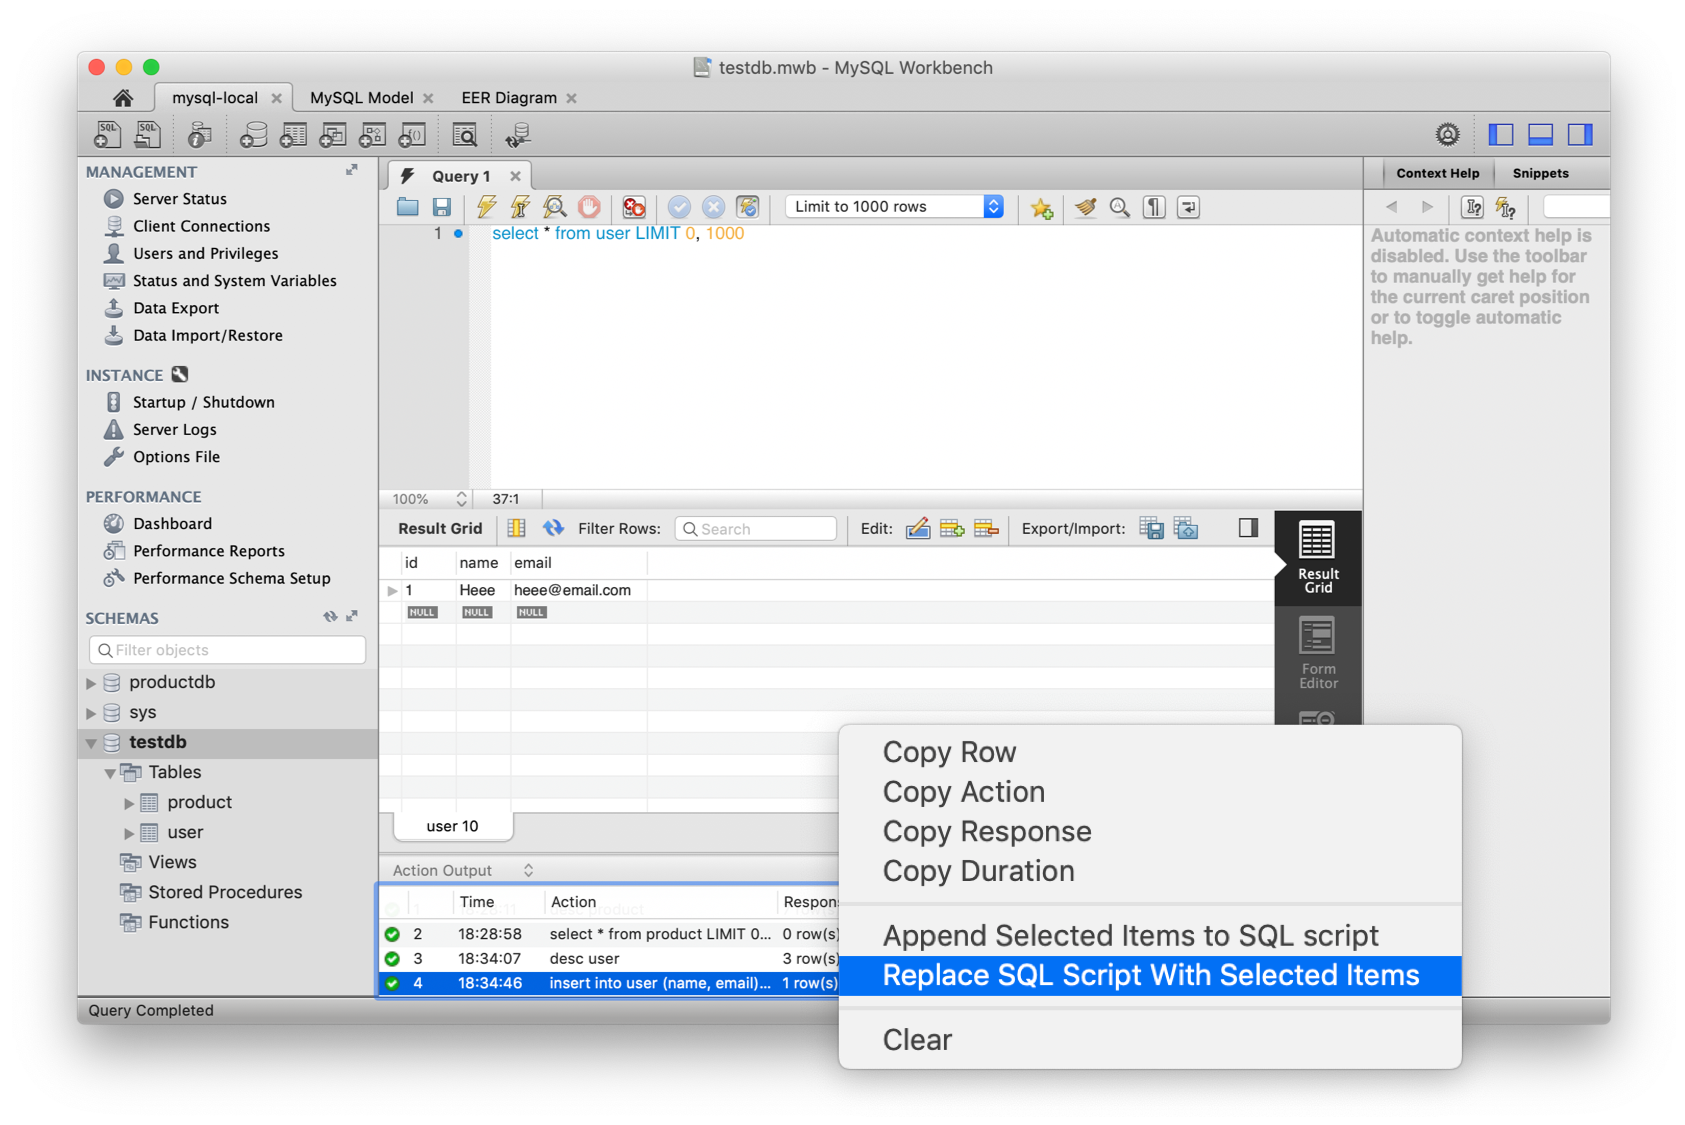 testdb.mwb - MySQL Workbench
mysql-local
MySQL Model
EER Diagram
SQL
SQL
MANAGEMENT
Server Status
Client Connections
Users and Privileges
Status and System Variables
Data Export
Data Import/Restore
INSTANCE
Startup / Shutdown
Server Logs
Options File
PERFORMANCE
Dashboard
Performance Reports
Performance Schema Setup
SCHEMAS
Filter objects
productdb
sys
testdb
Tables
product
user
Views
Stored Procedures
Functions
Query Completed
Query 1
Limit to 1000 rows
1 select * from user LIMIT 0, 1000
100% 37:1
Result Grid Filter Rows: Search Edit: Export/Import:
id name email
1 Heee heee@email.com
NULL NULL NULL
Result
Grid
Form
Editor
user 10
Action Output
Time Action Respon
1 18:28:11 desc product
2 18:28:58 select * from product LIMIT 0... 0 row(s)
3 18:34:07 desc user 3 row(s)
4 18:34:46 insert into user (name, email)... 1 row(s)
Copy Row
Copy Action
Copy Response
Copy Duration
Append Selected Items to SQL script
Replace SQL Script With Selected Items
Clear
Context Help
Snippets
Automatic context help is
disabled. Use the toolbar
to manually get help for
the current caret position
or to toggle automatic
help.